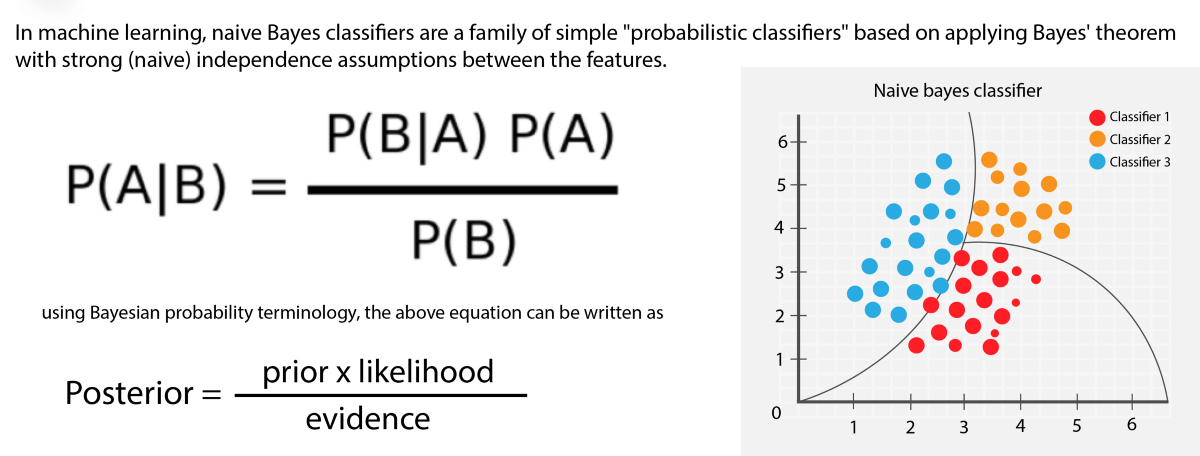 In machine learning, naive Bayes classifiers are a family of simple "probabilistic classifiers" based on applying Bayes' theorem
with strong (naive) independence assumptions between the features.
P(A|B) = P(B|A) P(A)
P(B)
using Bayesian probability terminology, the above equation can be written as
Posterior = prior x likelihood
evidence
Naive bayes classifier
Classifier 1
Classifier 2
Classifier 3
6
5
4
3
2
1
0
1 2 3 4 5 6